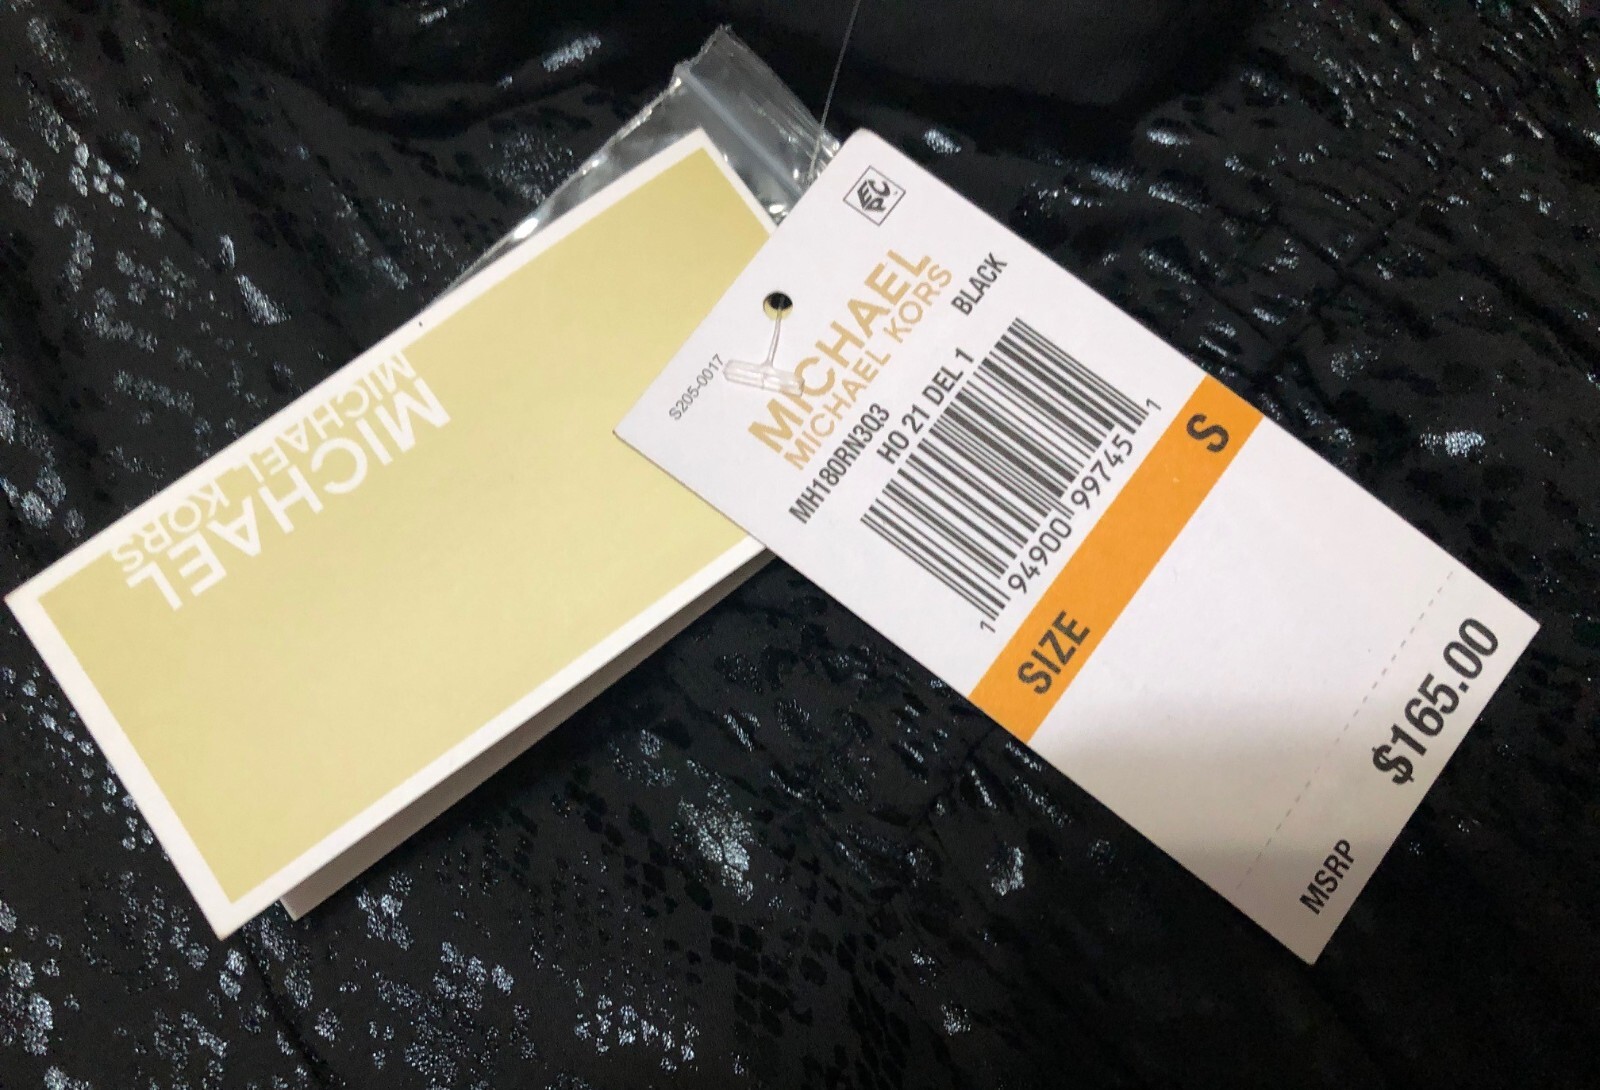 MICHAEL
MICHAEL KORS
EPC
S205-0017
MICHAEL
MICHAEL KORS
MH180RN3Q3 BLACK
HO 21 DEL 1
1 94900 99745 1
SIZE S
MSRP $165.00